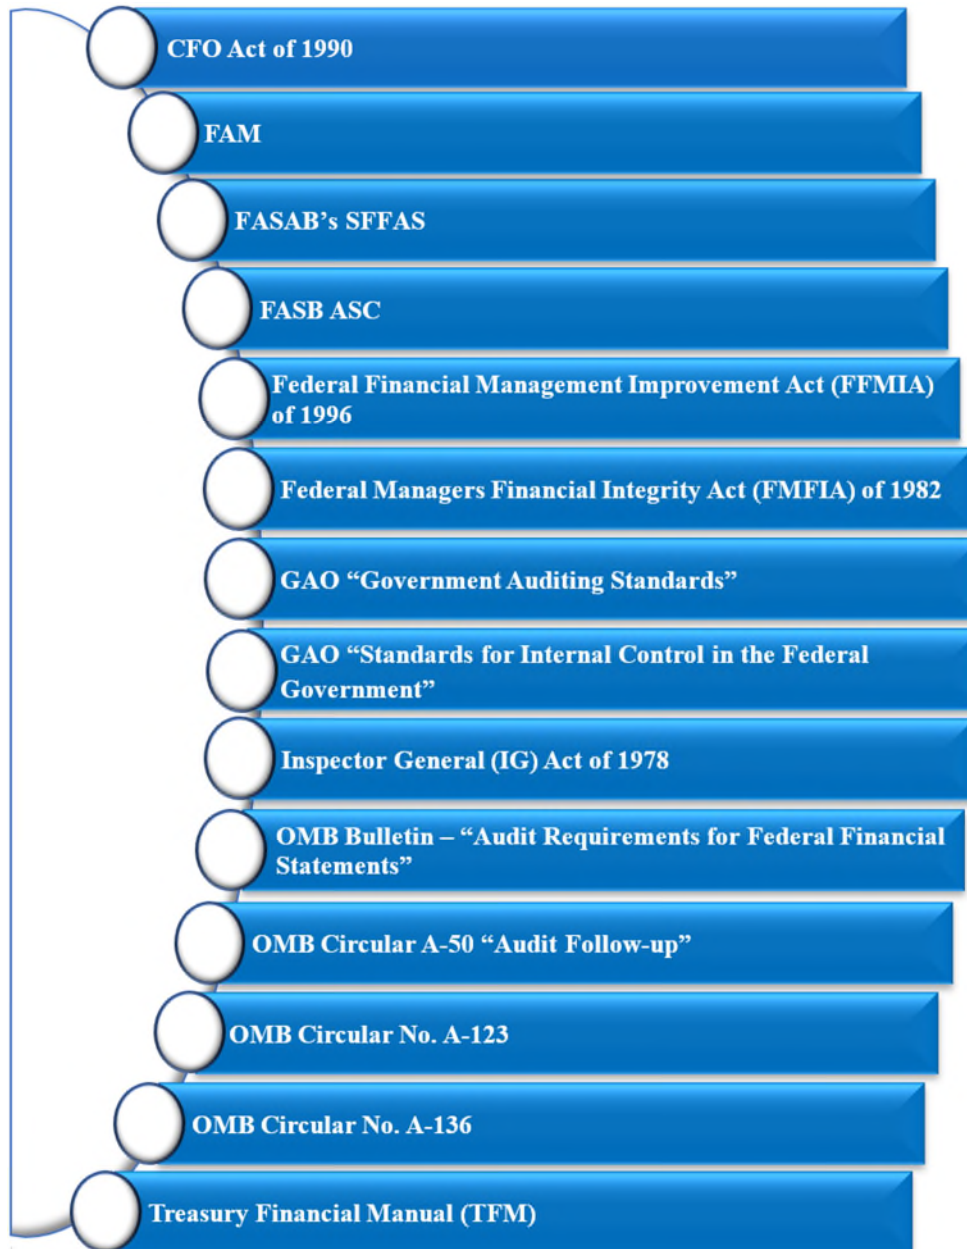 CFO Act of 1990
FAM
FASAB’s SFFAS
FASB ASC
Federal Financial Management Improvement Act (FFMIA)
of 1996
Federal Managers Financial Integrity Act (FMFIA) of 1982
GAO “Government Auditing Standards”
GAO “Standards for Internal Control in the Federal
Government”
Inspector General (IG) Act of 1978
OMB Bulletin – “Audit Requirements for Federal Financial
Statements”
OMB Circular A-50 “Audit Follow-up”
OMB Circular No. A-123
OMB Circular No. A-136
Treasury Financial Manual (TFM)